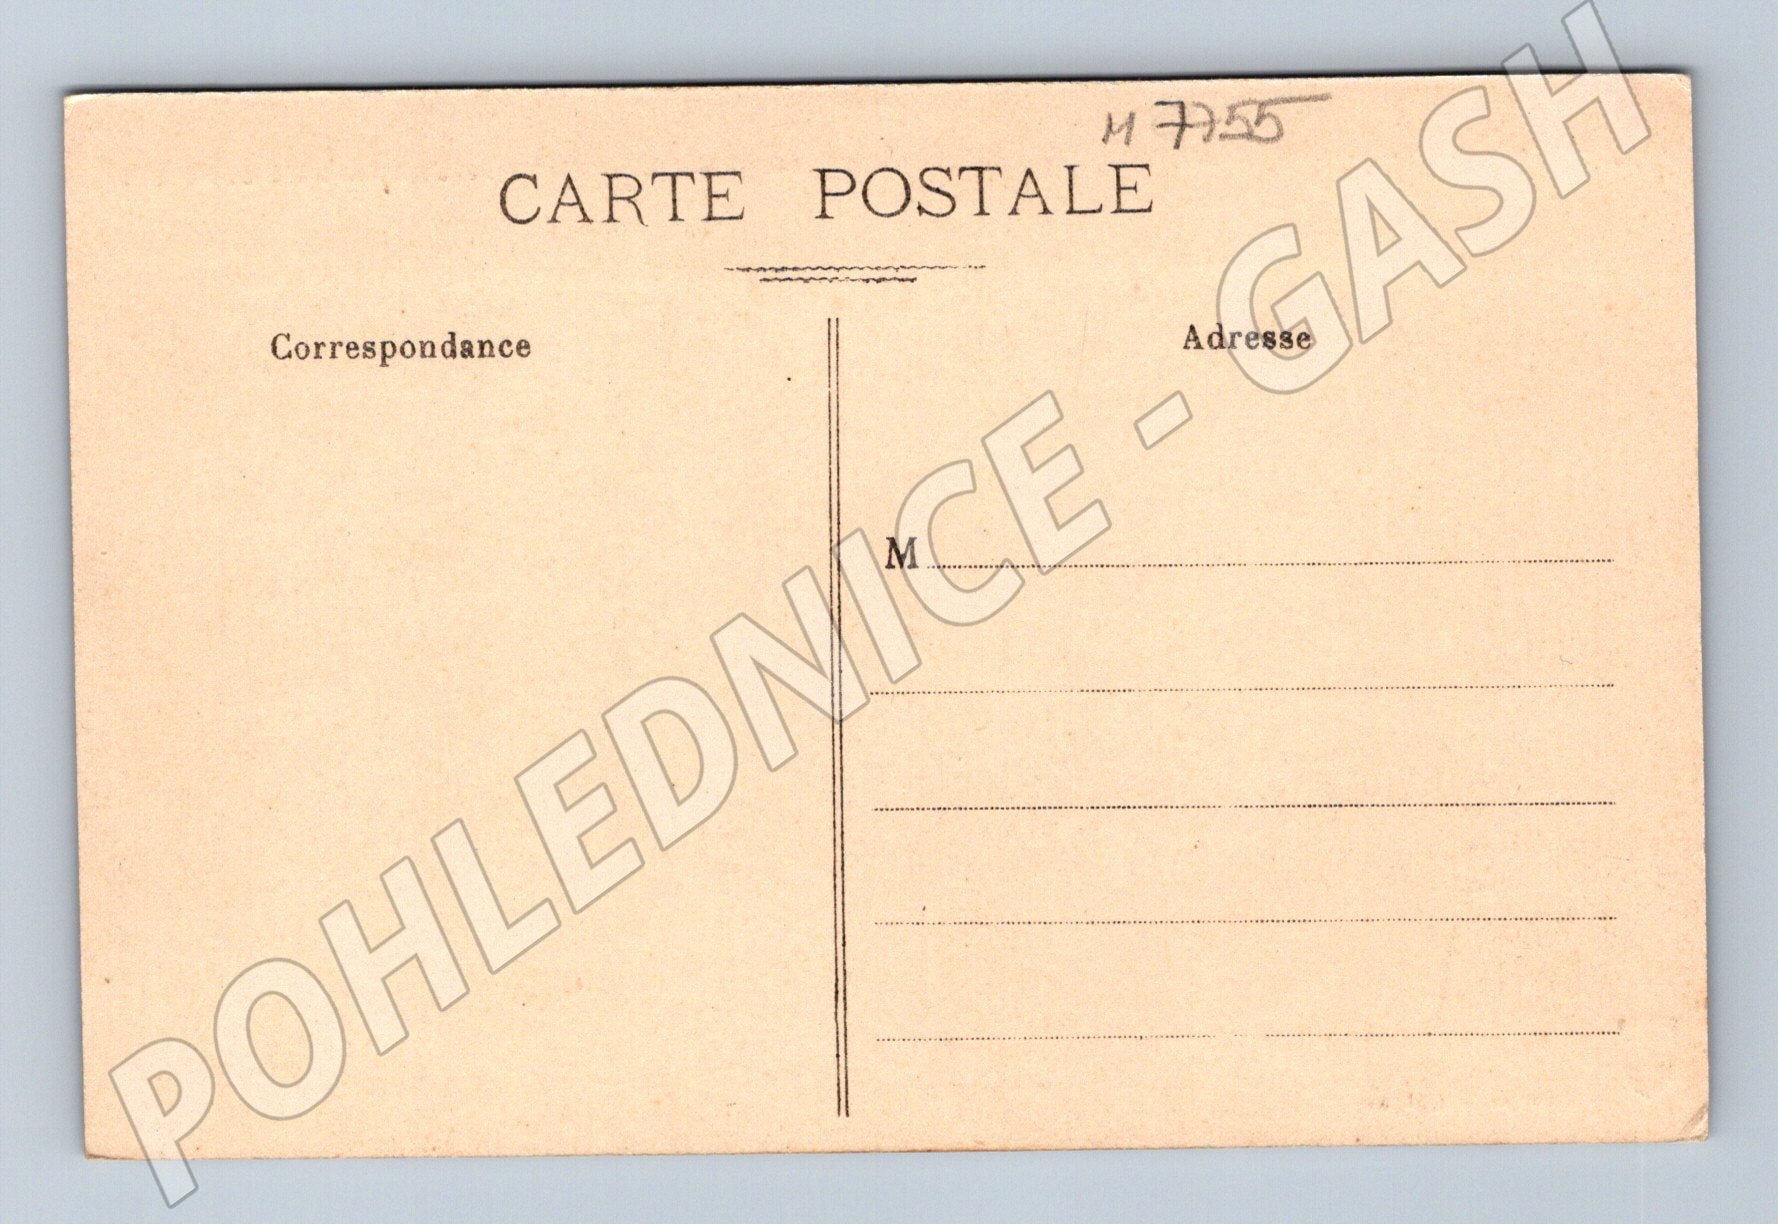 M 7755
CARTE POSTALE
Correspondance
Adresse
M
POHLEDNICE - GASH